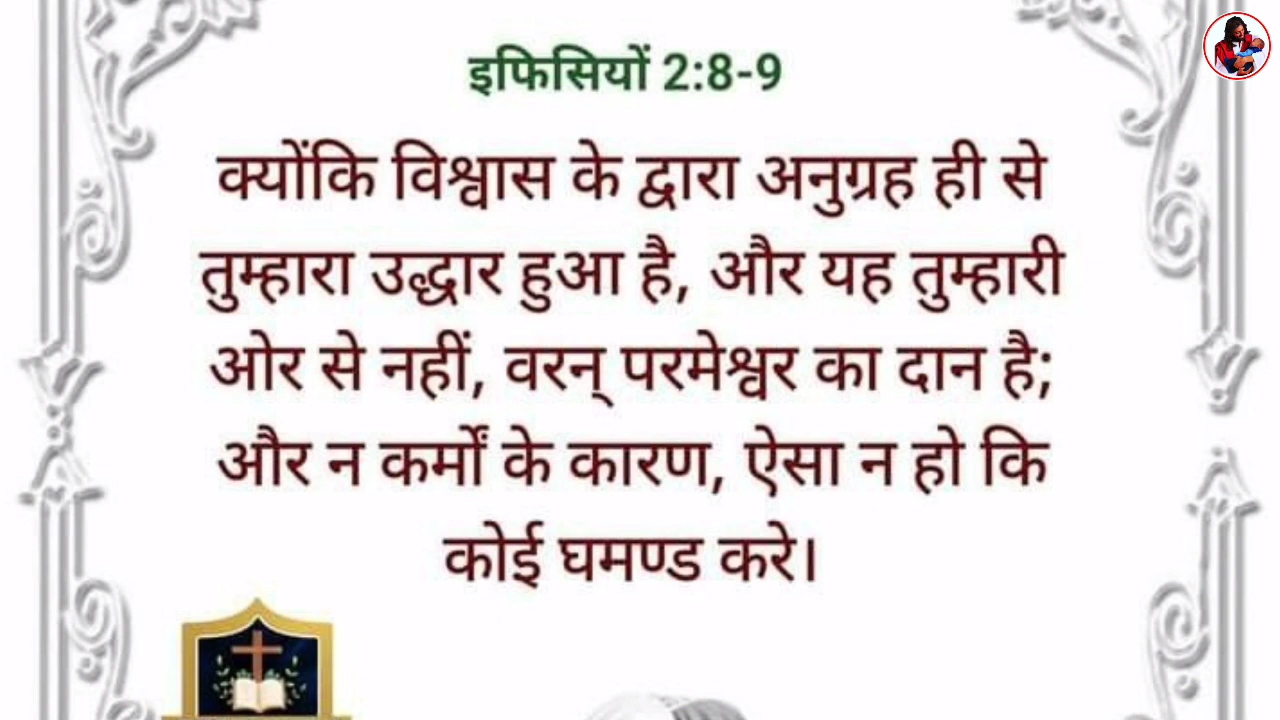 इफिसियों 2:8-9
क्योंकि विश्वास के द्वारा अनुग्रह ही से
तुम्हारा उद्धार हुआ है, और यह तुम्हारी
ओर से नहीं, वरन् परमेश्वर का दान है;
और न कर्मों के कारण, ऐसा न हो कि
कोई घमण्ड करे।